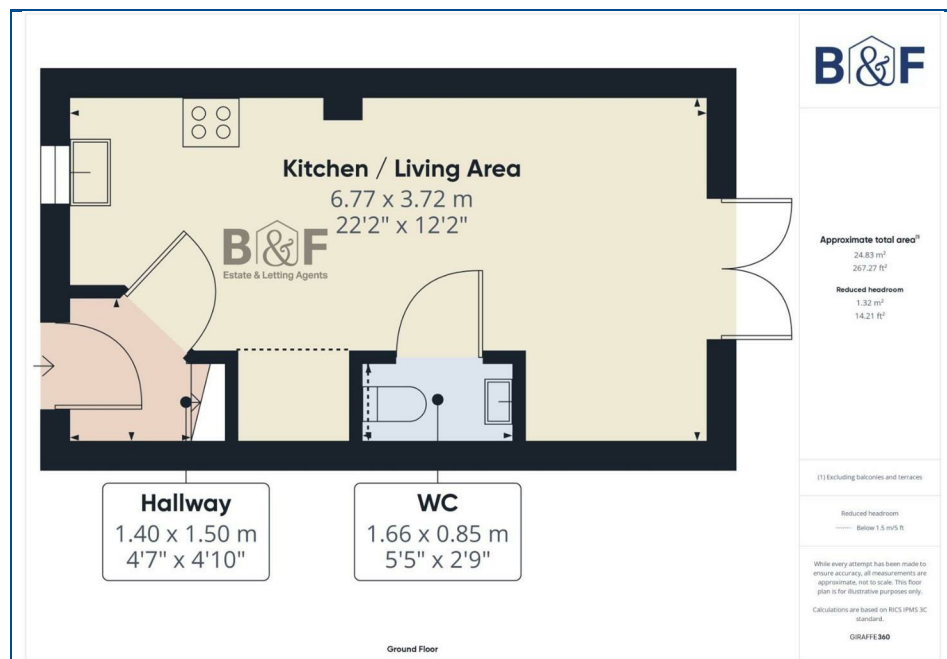 B&F
Kitchen / Living Area
6.77 x 3.72 m
22'2" x 12'2"
B&F
Estate & Letting Agents
Hallway
1.40 x 1.50 m
4'7" x 4'10"
WC
1.66 x 0.85 m
5'5" x 2'9"
Ground Floor
Approximate total area(1)
24.83 m²
267.27 ft²
Reduced headroom
1.32 m²
14.21 ft²
(1) Excluding balconies and terraces
Reduced headroom
Below 1.5 m/5 ft
While every attempt has been made to
ensure accuracy, all measurements are
approximate, not to scale. This floor
plan is for illustrative purposes only.
Calculations are based on RICS IPMS 3C
standard.
GIRAFFE360